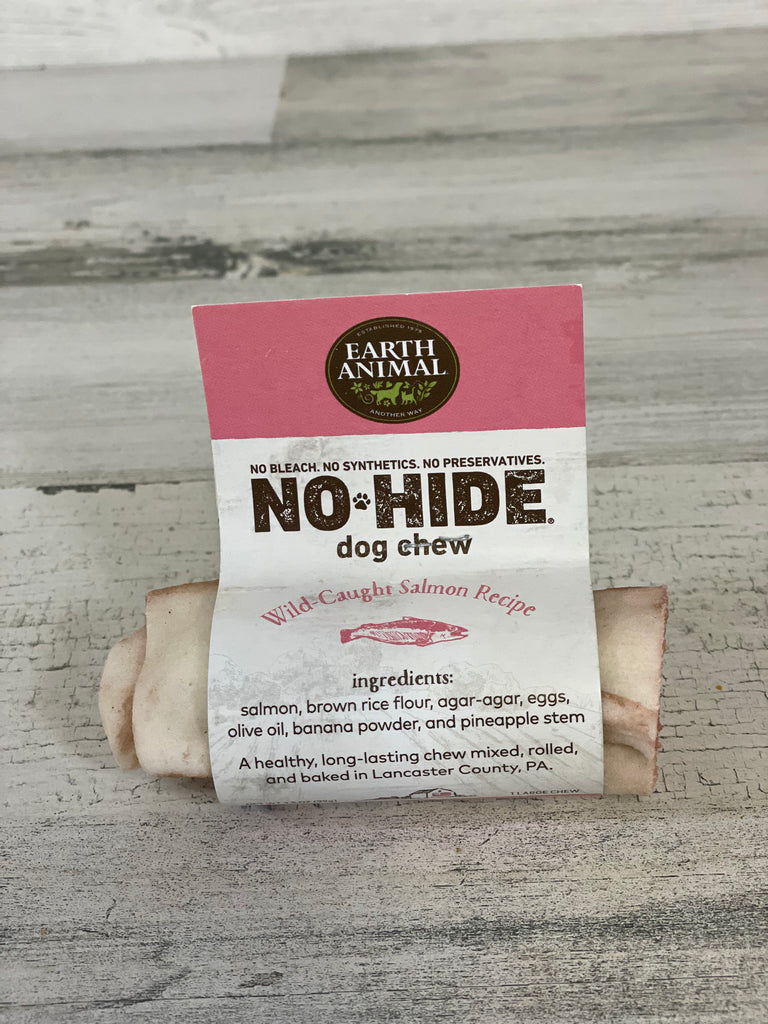 ESTABLISHED 1979
EARTH
ANIMAL
ANOTHER WAY
NO BLEACH. NO SYNTHETICS. NO PRESERVATIVES.
NO HIDE®
dog chew
Wild-Caught Salmon Recipe
ingredients:
salmon, brown rice flour, agar-agar, eggs,
olive oil, banana powder, and pineapple stem
A healthy, long-lasting chew mixed, rolled,
and baked in Lancaster County, PA.
1 LARGE CHEW